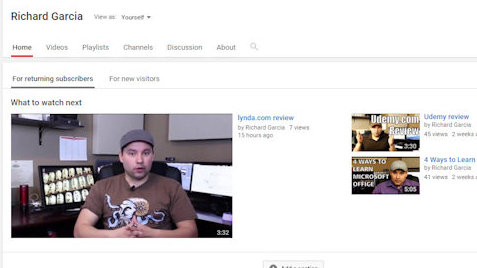 Richard Garcia
View as: Yourself
Home Videos Playlists Channels Discussion About
For returning subscribers For new visitors
What to watch next
3:32
lynda.com review
by Richard Garcia 7 views
15 hours ago
Udemy.com
Review
3:30
Udemy review
by Richard Garcia
45 views 2 weeks
4 WAYS TO
LEARN
MICROSOFT
OFFICE
5:05
4 Ways to Learn
by Richard Garcia
41 views 2 weeks